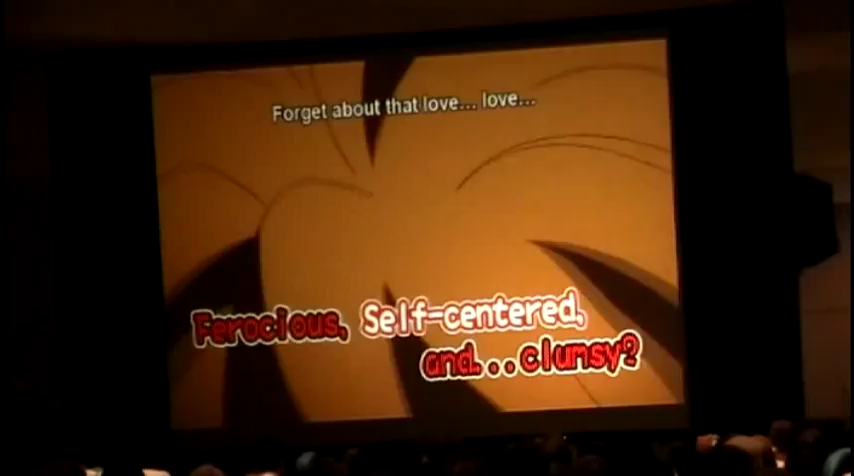 Forget about that love... love...
Ferocious, Self-centered,
and...clumsy?